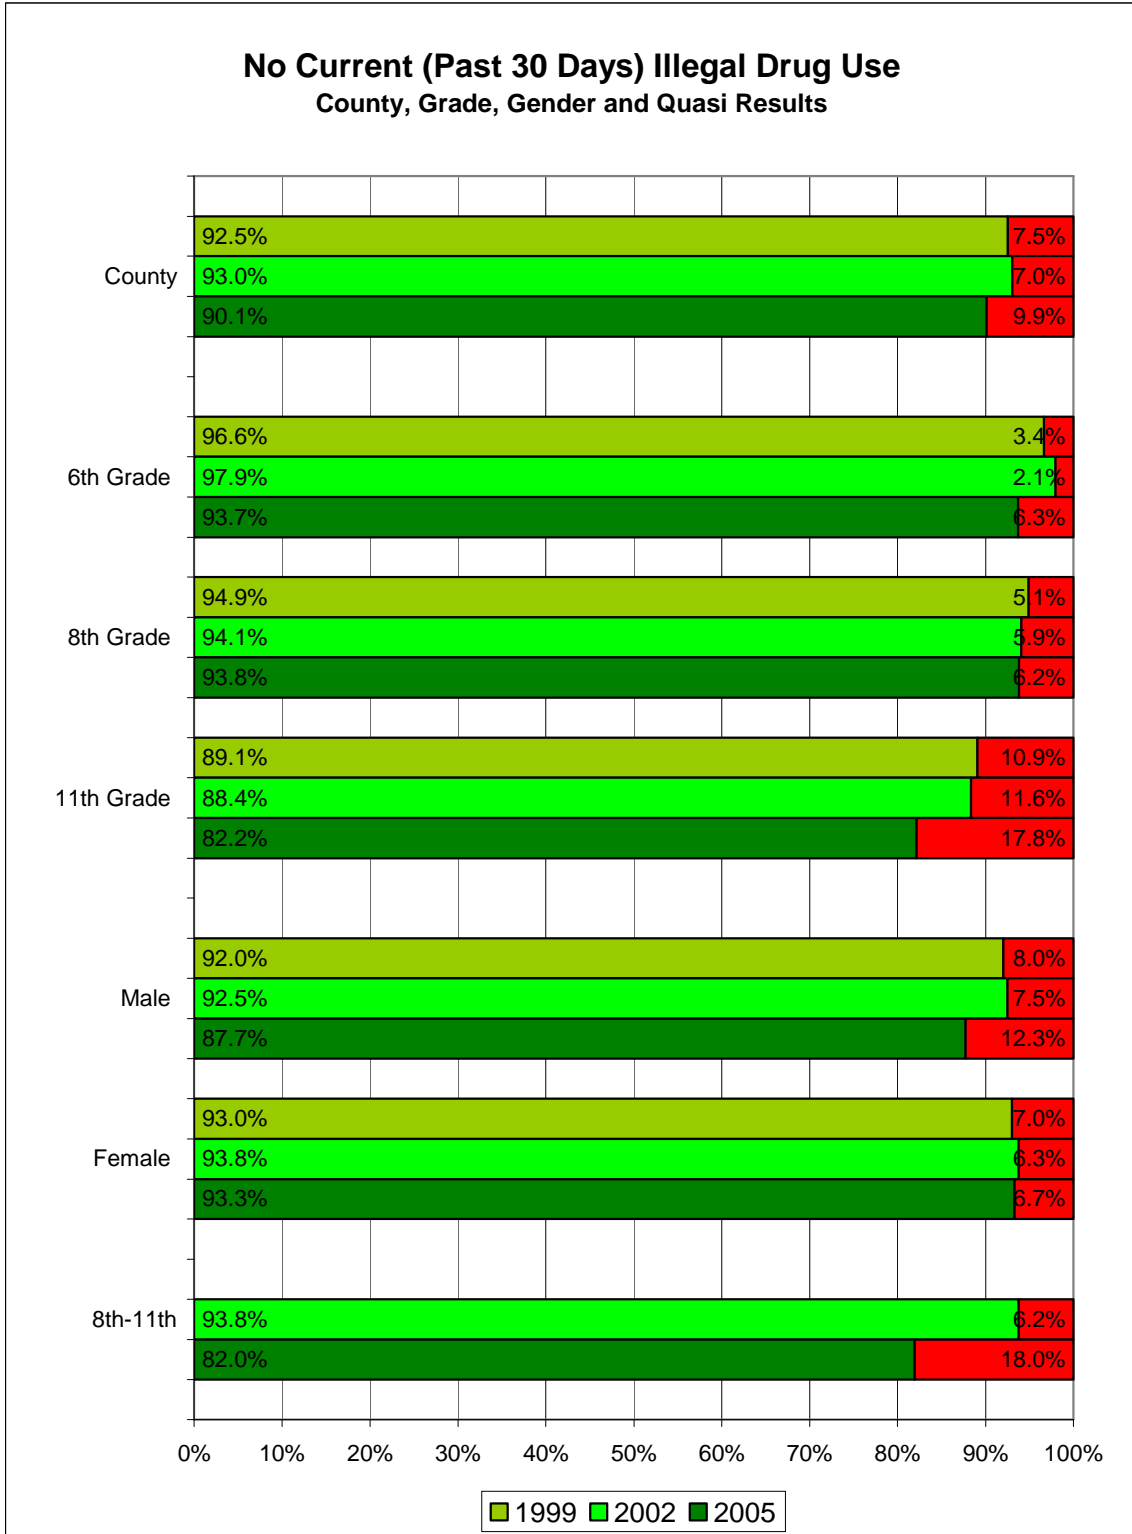 No Current (Past 30 Days) Illegal Drug Use
County, Grade, Gender and Quasi Results
92.5% 7.5%
County 93.0% 7.0%
90.1% 9.9%
96.6% 3.4%
6th Grade 97.9% 2.1%
93.7% 6.3%
94.9% 5.1%
8th Grade 94.1% 5.9%
93.8% 6.2%
89.1% 10.9%
11th Grade 88.4% 11.6%
82.2% 17.8%
92.0% 8.0%
Male 92.5% 7.5%
87.7% 12.3%
93.0% 7.0%
Female 93.8% 6.3%
93.3% 6.7%
8th-11th 93.8% 6.2%
82.0% 18.0%
0% 10% 20% 30% 40% 50% 60% 70% 80% 90% 100%
1999 2002 2005